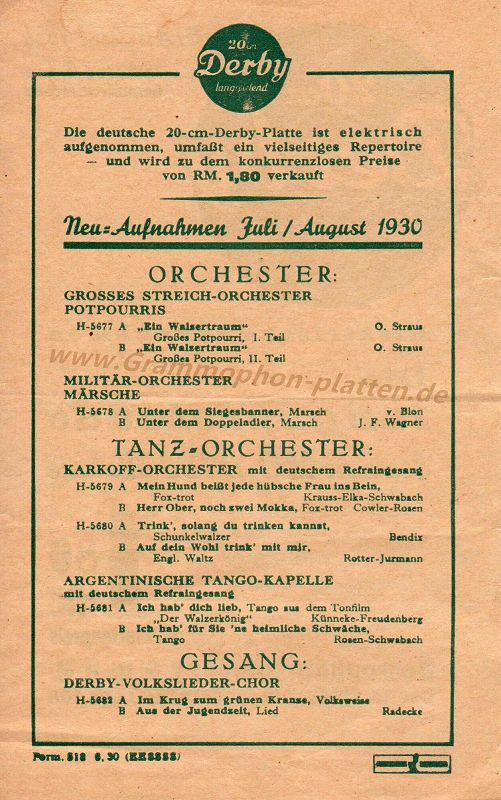 20cm
Derby
langspielend
Die deutsche 20-cm-Derby-Platte ist elektrisch
aufgenommen, umfaßt ein vielseitiges Repertoire
— und wird zu dem konkurrenzlosen Preise
von RM. 1,80 verkauft
Neu=Aufnahmen Juli / August 1930
ORCHESTER:
GROSSES STREICH-ORCHESTER
POTPOURRIS
H-5677 A „Ein Walzertraum“ O. Straus
Großes Potpourri, I. Teil
B „Ein Walzertraum“ O. Straus
Großes Potpourri, II. Teil
www.Grammophon-platten.de
MILITÄR-ORCHESTER
MÄRSCHE
H-5678 A Unter dem Siegesbanner, Marsch v. Blon
B Unter dem Doppeladler, Marsch J. F. Wagner
TANZ=ORCHESTER:
KARKOFF-ORCHESTER mit deutschem Refraingesang
H-5679 A Mein Hund beißt jede hübsche Frau ins Bein,
Fox-trot Krauss-Elka-Schwabach
B Herr Ober, noch zwei Mokka, Fox-trot Cowler-Rosen
H-5680 A Trink', solang du trinken kannst,
Schunkelwalzer Bendix
B Auf dein Wohl trink' mit mir,
Engl. Waltz Rotter-Jurmann
ARGENTINISCHE TANGO-KAPELLE
mit deutschem Refraingesang
H-5681 A Ich hab' dich lieb, Tango aus dem Tonfilm
„Der Walzerkönig“ Künneke-Freudenberg
B Ich hab' für Sie 'ne heimliche Schwäche,
Tango Rosen-Schwabach
GESANG:
DERBY-VOLKSLIEDER-CHOR
H-5682 A Im Krug zum grünen Kranze, Volksweise
B Aus der Jugendzeit, Lied Radecke
Form. 518 6. 30 (EESSSS)